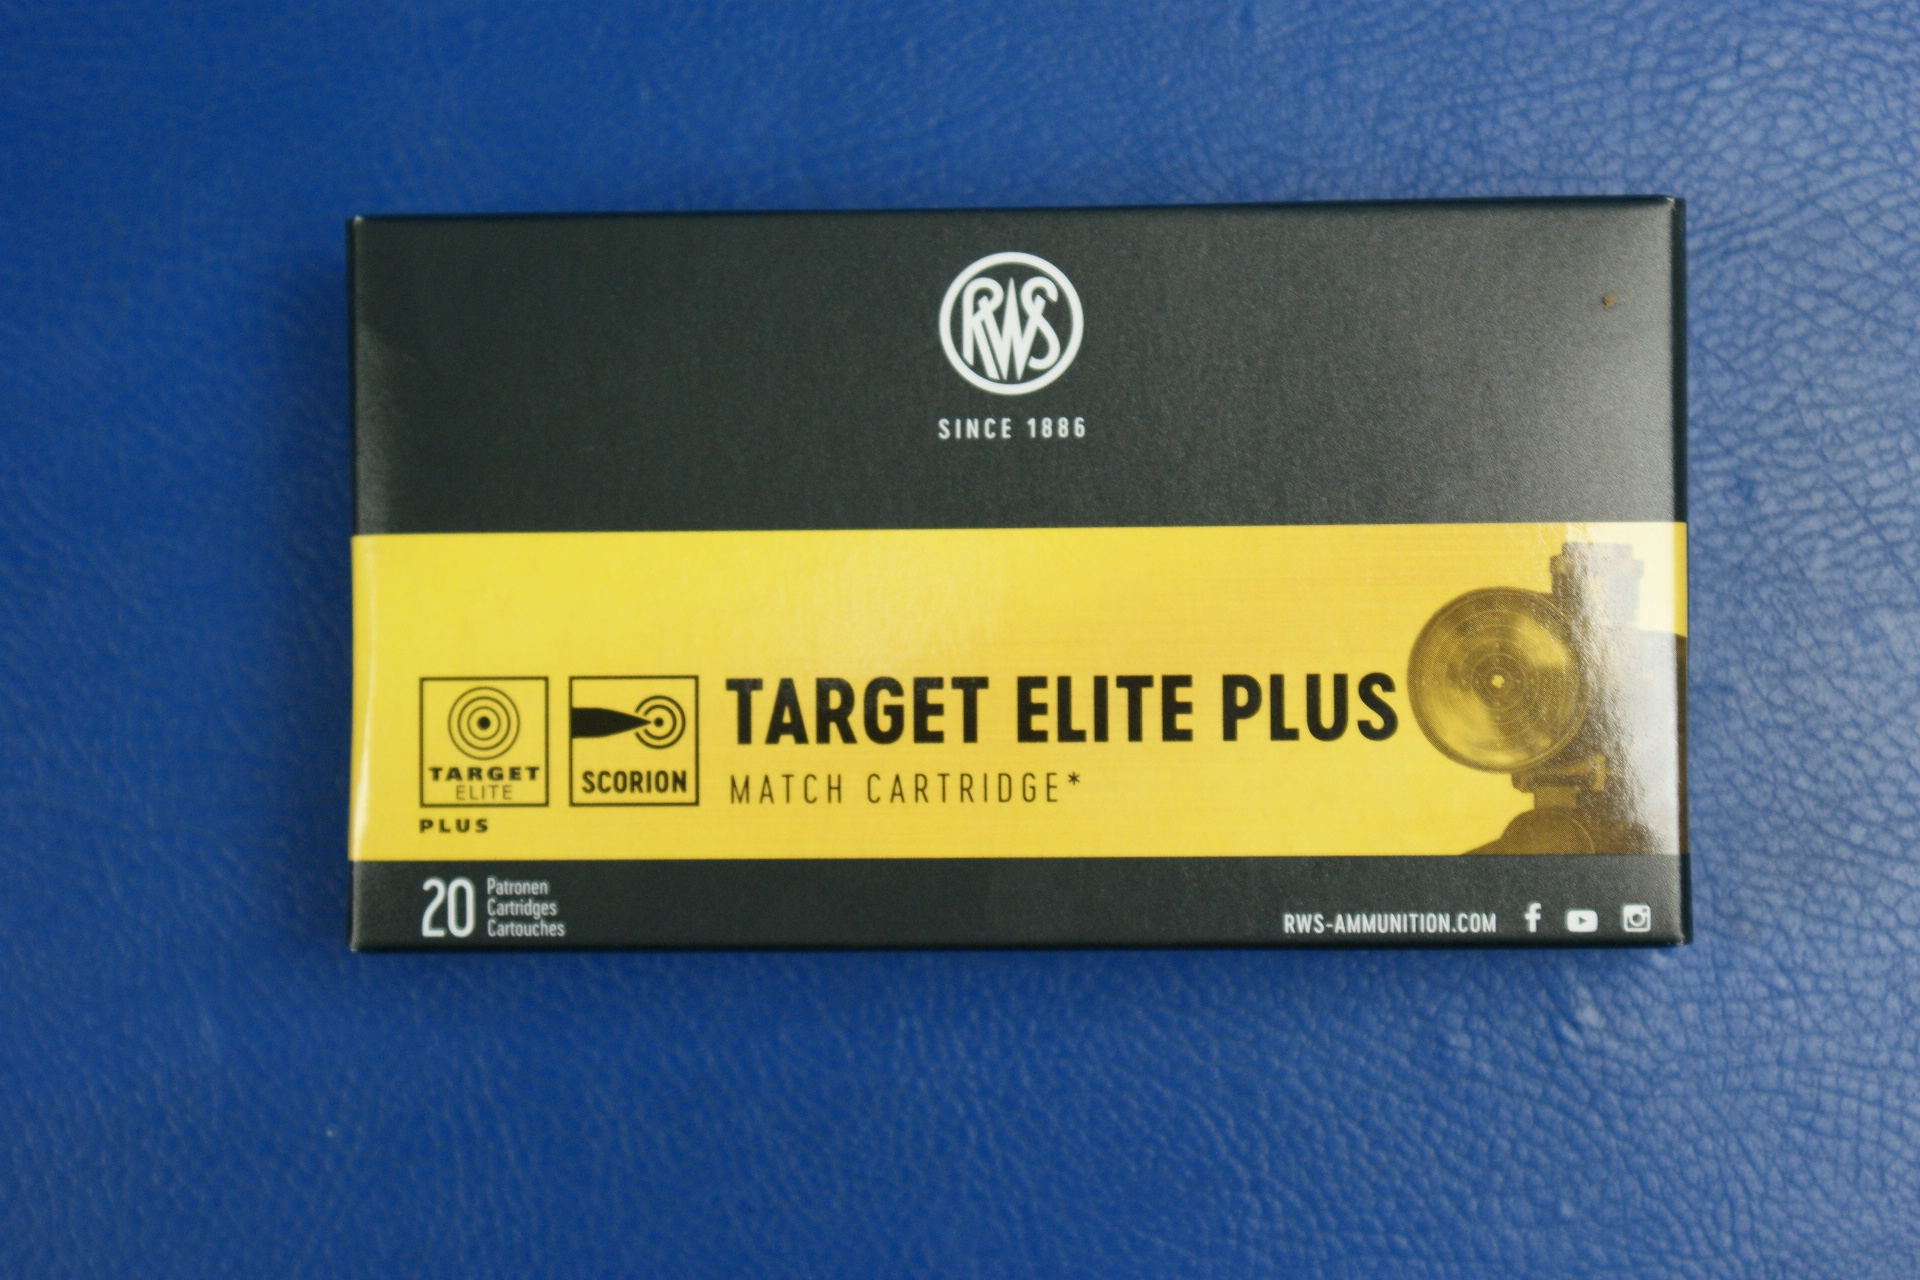 RWS
SINCE 1886
TARGET ELITE PLUS
MATCH CARTRIDGE*
TARGET
ELITE
PLUS
SCORION
20 Patronen
Cartridges
Cartouches
RWS-AMMUNITION.COM